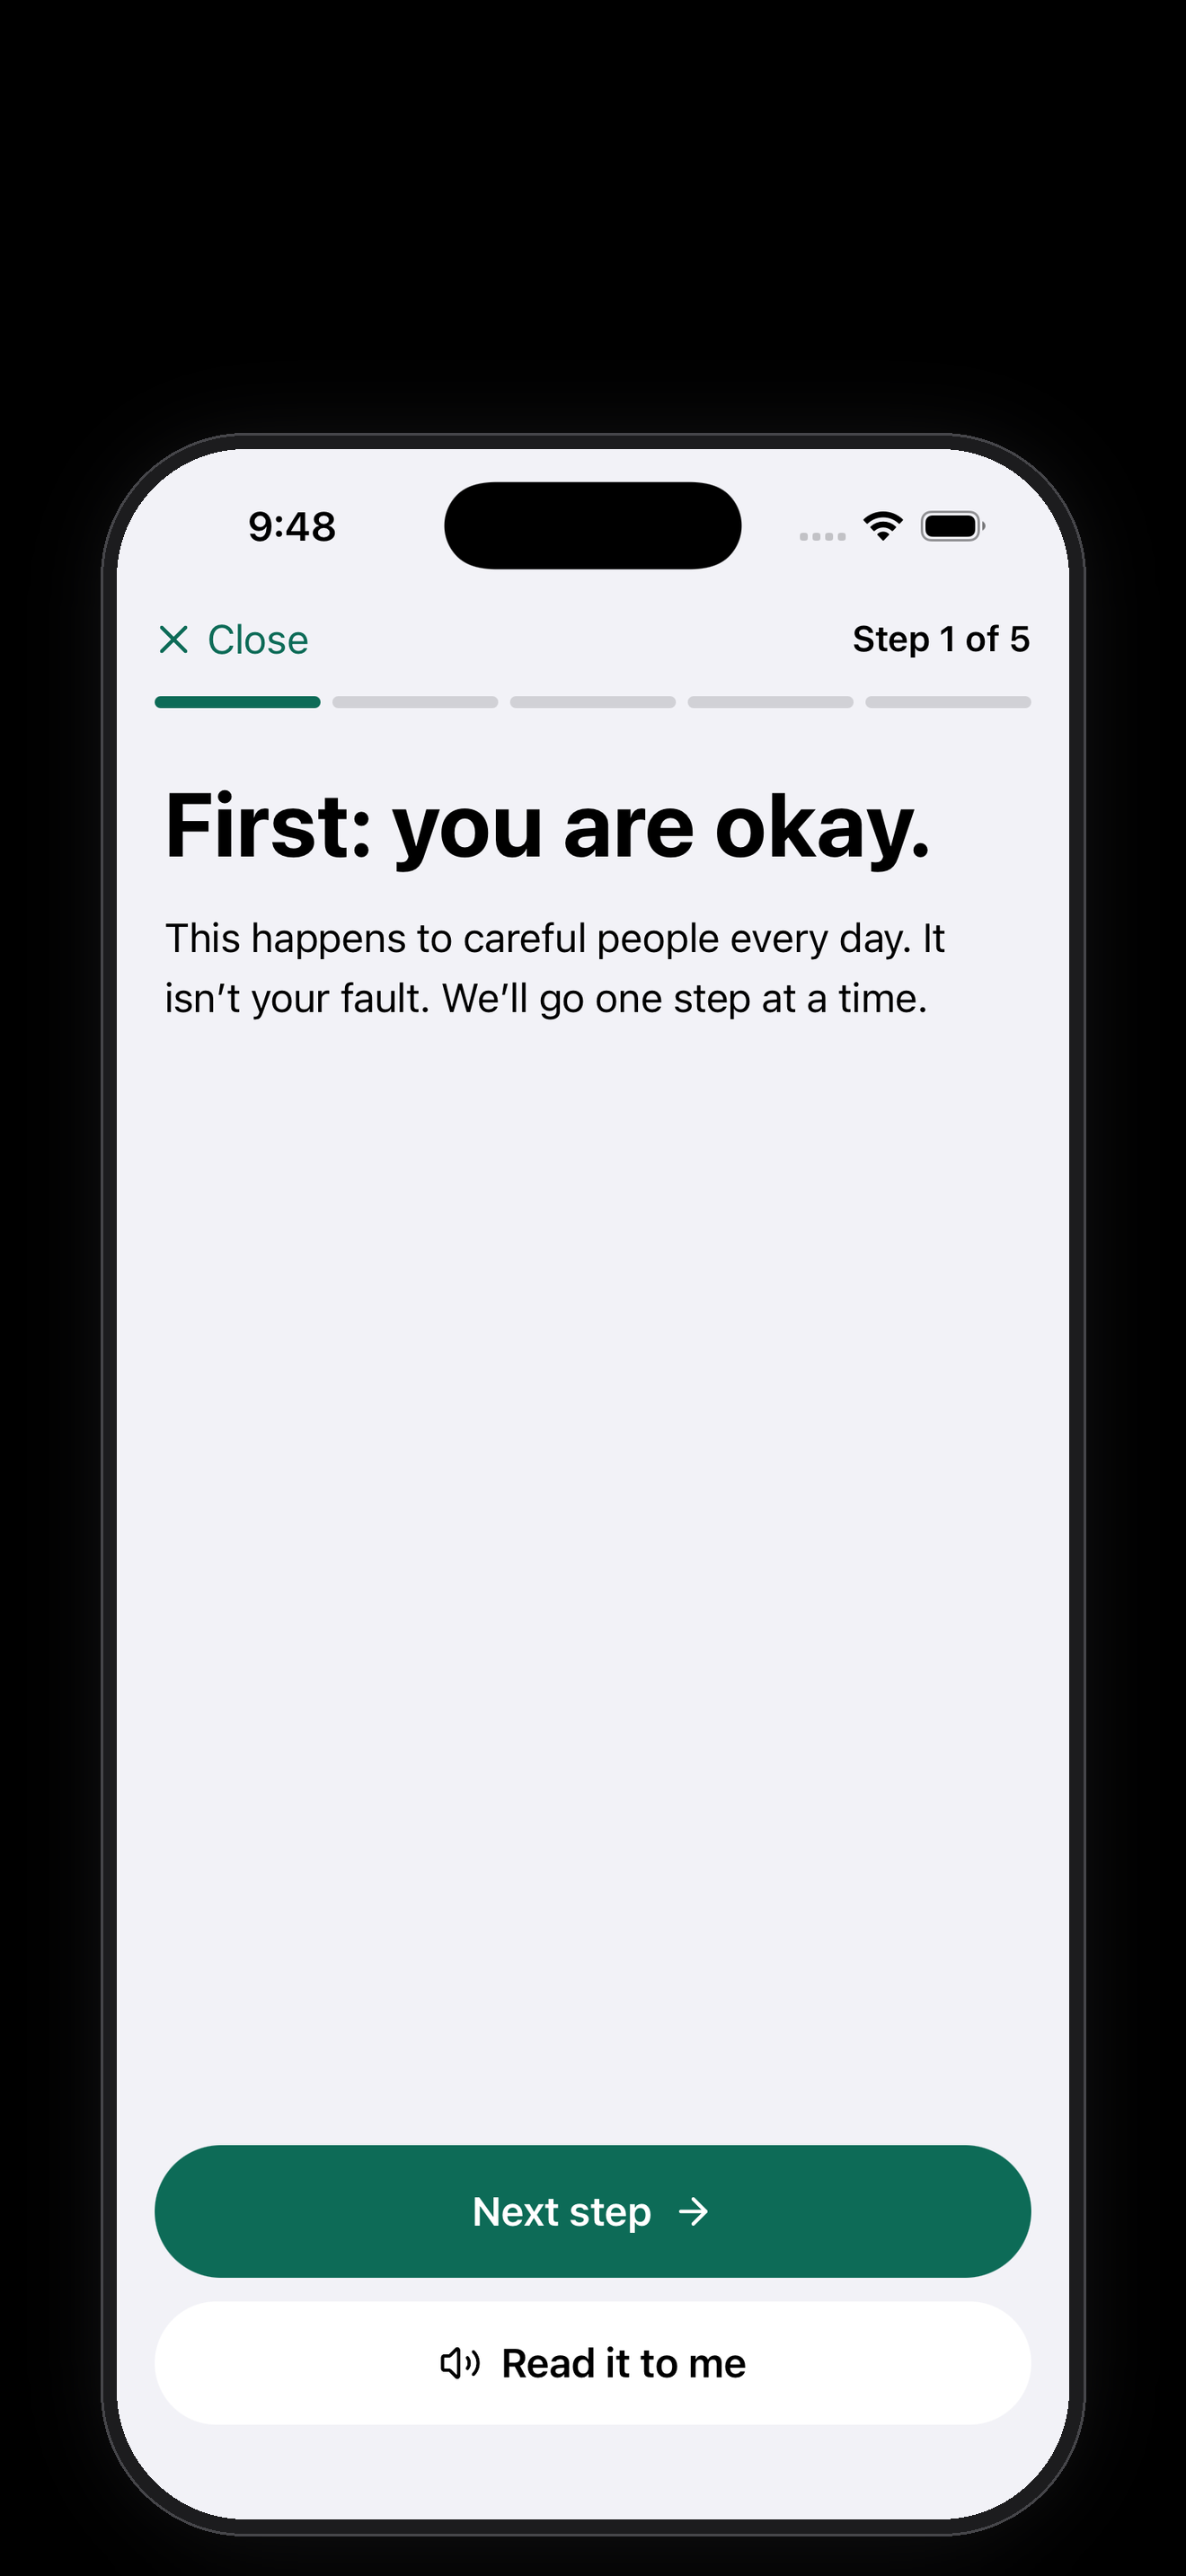 9:48
Close
Step 1 of 5
First: you are okay.
This happens to careful people every day. It
isn’t your fault. We’ll go one step at a time.
Next step
Read it to me